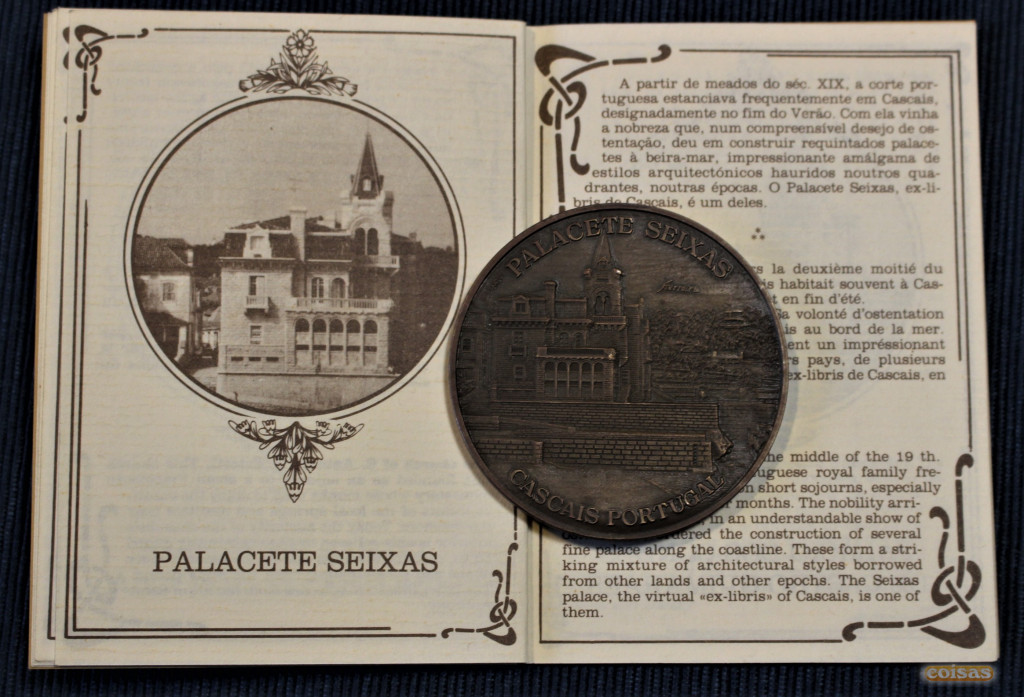 PALACETE SEIXAS
A partir de meados do séc. XIX, a corte por-
tuguesa estanciava frequentemente em Cascais,
designadamente no fim do Verão. Com ela vinha
a nobreza que, num compreensível desejo de os-
tentação, deu em construir requintados palace-
tes à beira-mar, impressionante amálgama de
estilos arquitectónicos hauridos noutros qua-
drantes, noutras épocas. O Palacete Seixas, ex-li-
bris de Cascais, é um deles.
la deuxième moitié du
habitait souvent à Cas-
et en fin d'été.
Sa volonté d'ostentation
au bord de la mer.
un impréssionant
pays, de plusieurs
ex-libris de Cascais, en
the middle of the 19 th.
royal family fre-
short sojourns, especially
months. The nobility arri-
in an understandable show of
the construction of several
fine palace along the coastline. These form a stri-
king mixture of architectural styles borrowed
from other lands and other epochs. The Seixas
palace, the virtual «ex-libris» of Cascais, is one of
them.
PALACETE SEIXAS
CASCAIS PORTUGAL
coisas